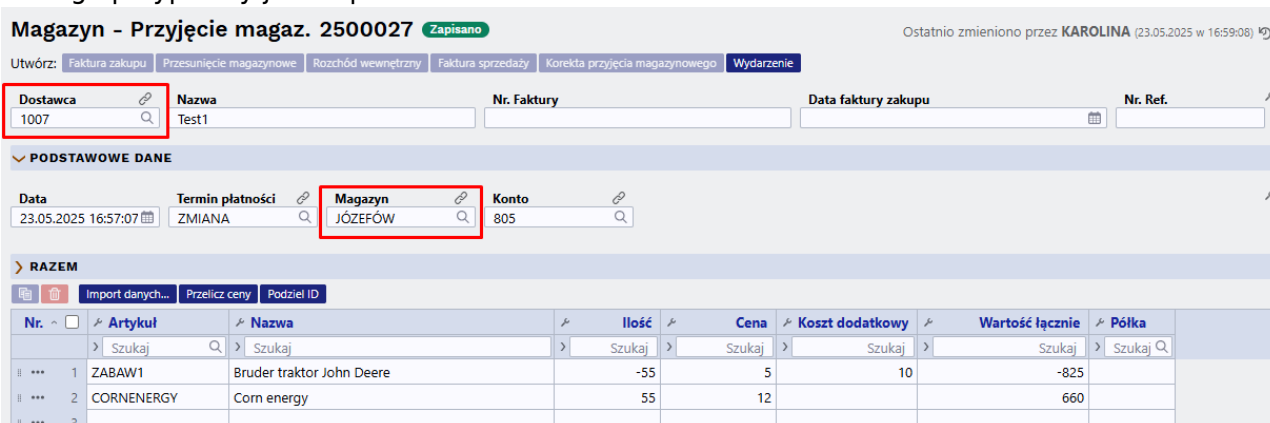 Magazyn - Przyjęcie magaz. 2500027 Zapisano
Ostatnio zmieniono przez KAROLINA (23.05.2025 w 16:59:08)
Utwórz: Faktura zakupu Przesunięcie magazynowe Rozchód wewnętrzny Faktura sprzedaży Korekta przyjęcia magazynowego Wydarzenie
Dostawca Nazwa Nr. Faktury Data faktury zakupu Nr. Ref.
1007 Test1
PODSTAWOWE DANE
Data Termin płatności Magazyn Konto
23.05.2025 16:57:07 ZMIANA JÓZEFÓW 805
RAZEM
Import danych... Przelicz ceny Podziel ID
Nr. Artykuł Nazwa Ilość Cena Koszt dodatkowy Wartość łącznie Półka
Szukaj Szukaj Szukaj Szukaj Szukaj Szukaj Szukaj
1 ZABAW1 Bruder traktor John Deere -55 5 10 -825
2 CORNENERGY Corn energy 55 12 660
3